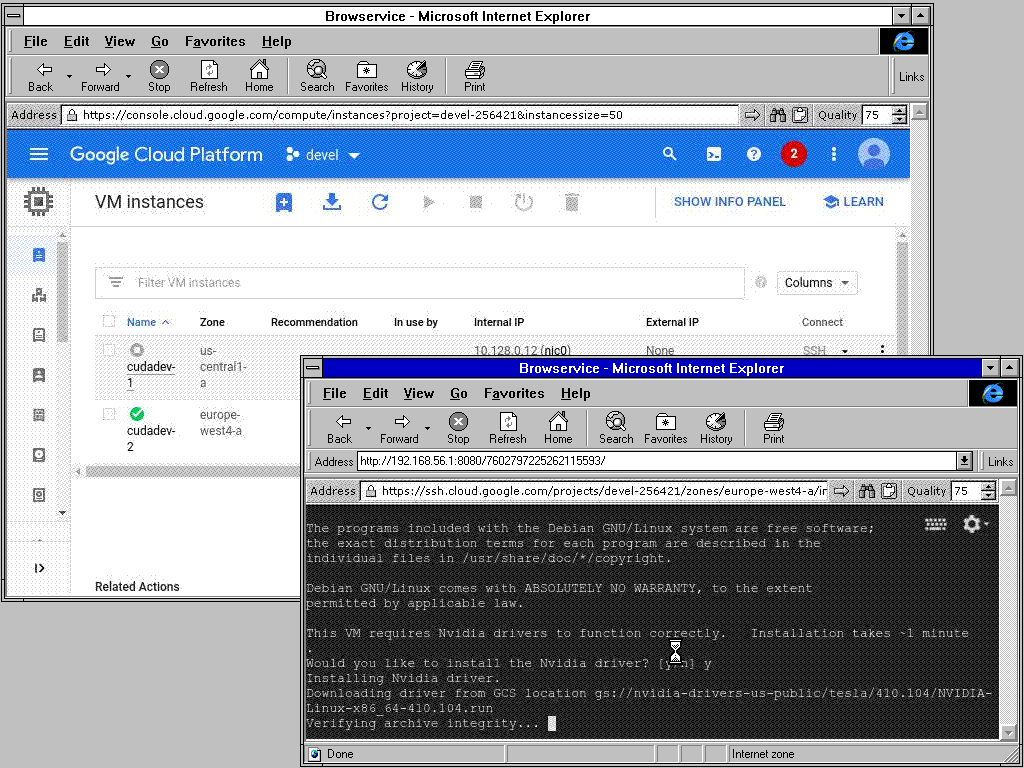 Browservice - Microsoft Internet Explorer
File Edit View Go Favorites Help
Back Forward Stop Refresh Home Search Favorites History Print Links
Address https://console.cloud.google.com/compute/instances?project=devel-256421&instancessize=50 Quality 75
Google Cloud Platform devel 2
VM instances SHOW INFO PANEL LEARN
Filter VM instances Columns
Name Zone Recommendation In use by Internal IP External IP Connect
cudadev-1 us-central1-a 10.128.0.12 (nic0) None SSH
cudadev-2 europe-west4-a
Related Actions
Browservice - Microsoft Internet Explorer
File Edit View Go Favorites Help
Back Forward Stop Refresh Home Search Favorites History Print
Address http://192.168.56.1:8080/7602797225262115593/ Links
Address https://ssh.cloud.google.com/projects/devel-256421/zones/europe-west4-a/in Quality 75
The programs included with the Debian GNU/Linux system are free software;
the exact distribution terms for each program are described in the
individual files in /usr/share/doc/*/copyright.
Debian GNU/Linux comes with ABSOLUTELY NO WARRANTY, to the extent
permitted by applicable law.
This VM requires Nvidia drivers to function correctly.   Installation takes ~1 minute
.
Would you like to install the Nvidia driver? [y/n] y
Installing Nvidia driver.
Downloading driver from GCS location gs://nvidia-drivers-us-public/tesla/410.104/NVIDIA-
Linux-x86_64-410.104.run
Verifying archive integrity...
Done Internet zone